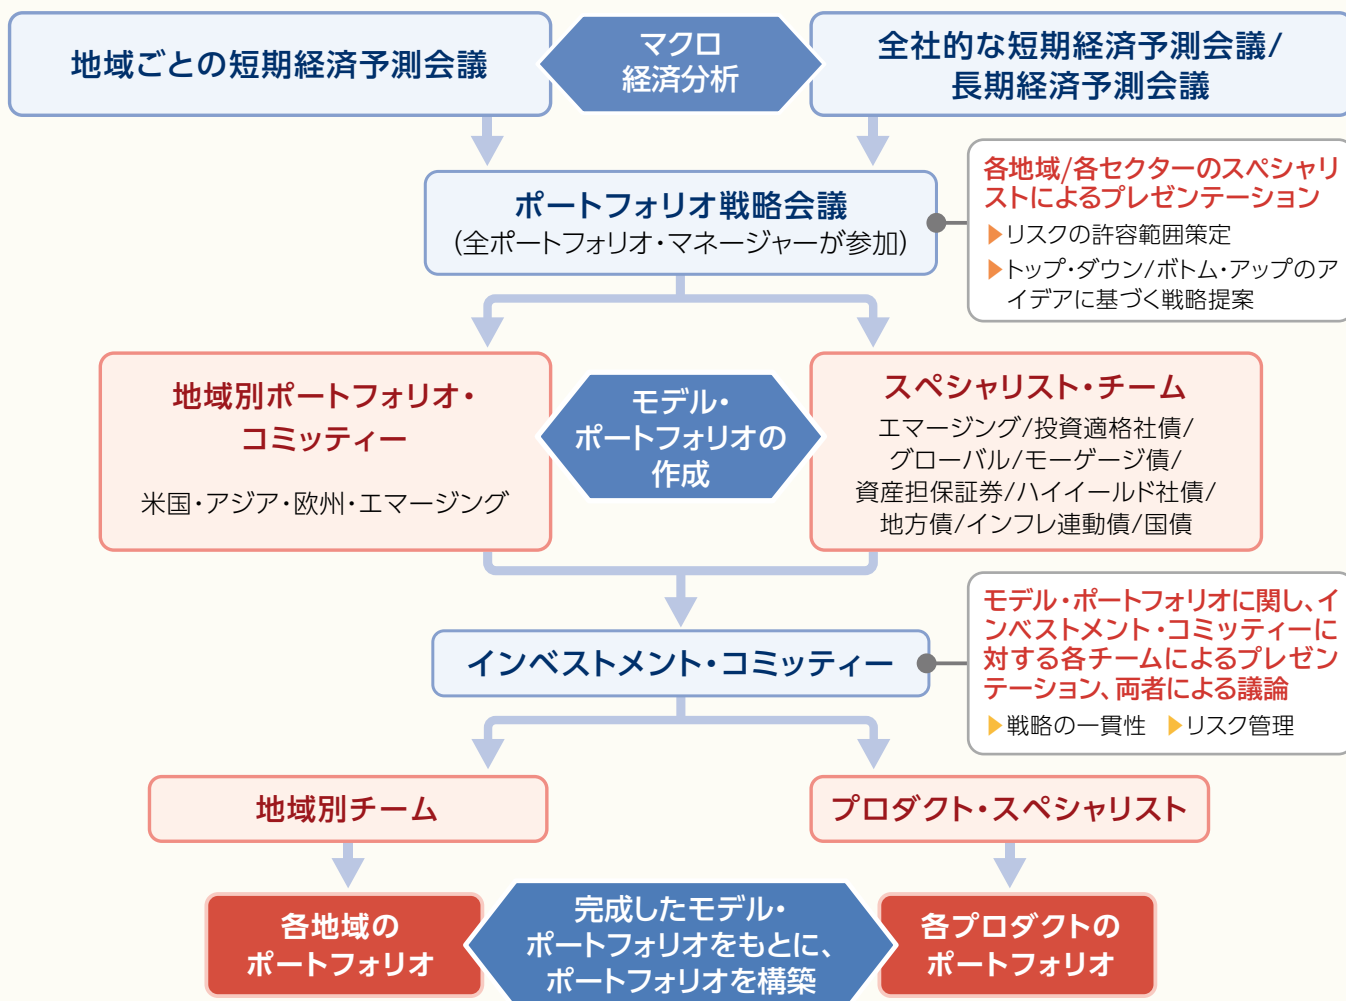 地域ごとの短期経済予測会議
マクロ
経済分析
全社的な短期経済予測会議/
長期経済予測会議
ポートフォリオ戦略会議
(全ポートフォリオ・マネージャーが参加)
各地域/各セクターのスペシャリ
ストによるプレゼンテーション
▶リスクの許容範囲策定
▶トップ・ダウン/ボトム・アップのア
イデアに基づく戦略提案
地域別ポートフォリオ・
コミッティー
米国・アジア・欧州・エマージング
モデル・
ポートフォリオの
作成
スペシャリスト・チーム
エマージング/投資適格社債/
グローバル/モーゲージ債/
資産担保証券/ハイイールド社債/
地方債/インフレ連動債/国債
インベストメント・コミッティー
モデル・ポートフォリオに関し、イ
ンベストメント・コミッティーに
対する各チームによるプレゼン
テーション、両者による議論
▶戦略の一貫性 ▶リスク管理
地域別チーム
プロダクト・スペシャリスト
各地域の
ポートフォリオ
完成したモデル・
ポートフォリオをもとに、
ポートフォリオを構築
各プロダクトの
ポートフォリオ